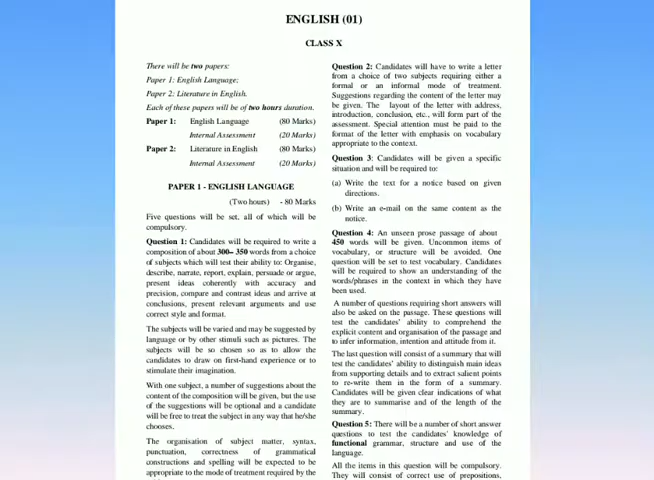 ENGLISH (01)
CLASS X
There will be two papers:
Paper 1: English Language;
Paper 2: Literature in English.
Each of these papers will be of two hours duration.
Paper 1: English Language (80 Marks)
Internal Assessment (20 Marks)
Paper 2: Literature in English (80 Marks)
Internal Assessment (20 Marks)
PAPER 1 - ENGLISH LANGUAGE
(Two hours) - 80 Marks
Five questions will be set, all of which will be
compulsory.
Question 1: Candidates will be required to write a
composition of about 300– 350 words from a choice
of subjects which will test their ability to: Organise,
describe, narrate, report, explain, persuade or argue,
present ideas coherently with accuracy and
precision, compare and contrast ideas and arrive at
conclusions, present relevant arguments and use
correct style and format.
The subjects will be varied and may be suggested by
language or by other stimuli such as pictures. The
subjects will be so chosen so as to allow the
candidates to draw on first-hand experience or to
stimulate their imagination.
With one subject, a number of suggestions about the
content of the composition will be given, but the use
of the suggestions will be optional and a candidate
will be free to treat the subject in any way that he/she
chooses.
The organisation of subject matter, syntax,
punctuation, correctness of grammatical
constructions and spelling will be expected to be
appropriate to the mode of treatment required by the
Question 2: Candidates will have to write a letter
from a choice of two subjects requiring either a
formal or an informal mode of treatment.
Suggestions regarding the content of the letter may
be given. The layout of the letter with address,
introduction, conclusion, etc., will form part of the
assessment. Special attention must be paid to the
format of the letter with emphasis on vocabulary
appropriate to the context.
Question 3: Candidates will be given a specific
situation and will be required to:
(a) Write the text for a notice based on given
directions.
(b) Write an e-mail on the same content as the
notice.
Question 4: An unseen prose passage of about
450 words will be given. Uncommon items of
vocabulary, or structure will be avoided. One
question will be set to test vocabulary. Candidates
will be required to show an understanding of the
words/phrases in the context in which they have
been used.
A number of questions requiring short answers will
also be asked on the passage. These questions will
test the candidates' ability to comprehend the
explicit content and organisation of the passage and
to infer information, intention and attitude from it.
The last question will consist of a summary that will
test the candidates' ability to distinguish main ideas
from supporting details and to extract salient points
to re-write them in the form of a summary.
Candidates will be given clear indications of what
they are to summarise and of the length of the
summary.
Question 5: There will be a number of short answer
questions to test the candidates' knowledge of
functional grammar, structure and use of the
language.
All the items in this question will be compulsory.
They will consist of correct use of prepositions,